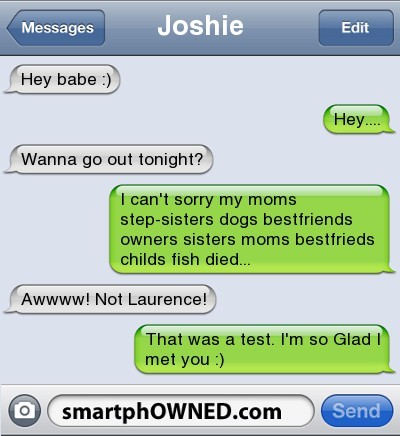 Messages
Joshie
Edit
Hey babe :)
Hey....
Wanna go out tonight?
I can't sorry my moms
step-sisters dogs bestfriends
owners sisters moms bestfrieds
childs fish died...
Awwww! Not Laurence!
That was a test. I'm so Glad I
met you :)
smartphOWNED.com
Send